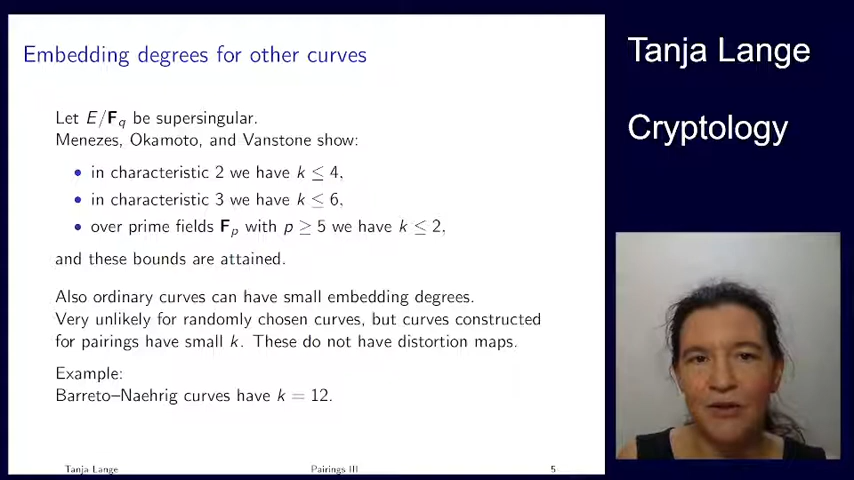 Embedding degrees for other curves
Let E/F_q be supersingular.
Menezes, Okamoto, and Vanstone show:
• in characteristic 2 we have k ≤ 4,
• in characteristic 3 we have k ≤ 6,
• over prime fields F_p with p ≥ 5 we have k ≤ 2,
and these bounds are attained.
Also ordinary curves can have small embedding degrees.
Very unlikely for randomly chosen curves, but curves constructed
for pairings have small k. These do not have distortion maps.
Example:
Barreto–Naehrig curves have k = 12.
Tanja Lange
Pairings III
5
Tanja Lange
Cryptology